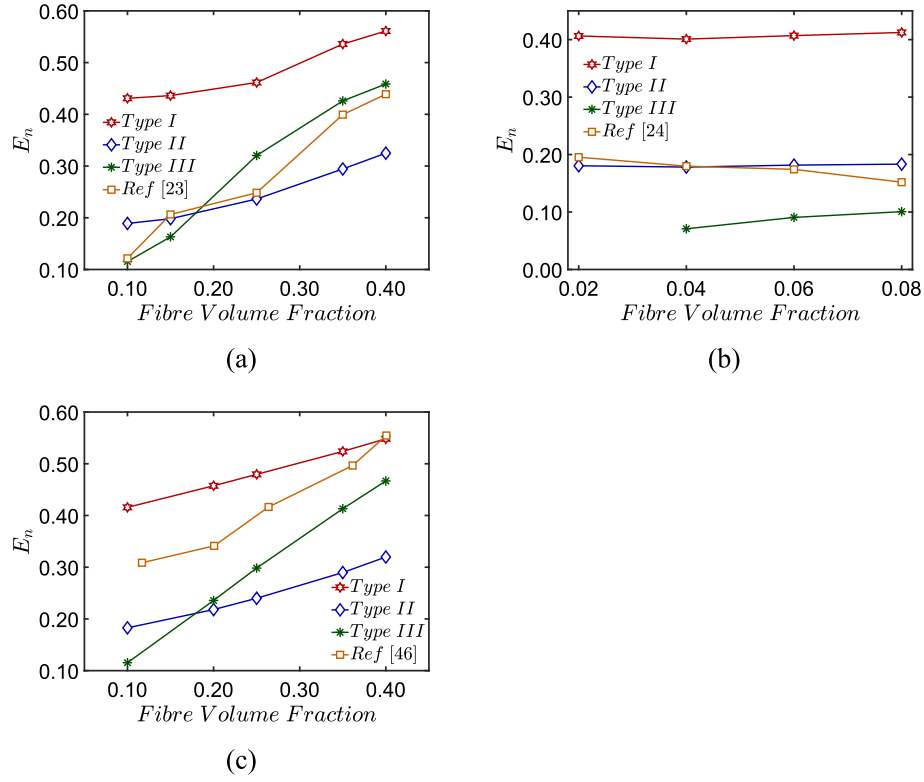 0.60
0.50
0.40
0.30
0.20
0.10
E_n
Type I
Type II
Type III
Ref [23]
0.10 0.20 0.30 0.40
Fibre Volume Fraction
(a)
0.40
0.30
0.20
0.10
0.00
E_n
Type I
Type II
Type III
Ref [24]
0.02 0.04 0.06 0.08
Fibre Volume Fraction
(b)
0.60
0.50
0.40
0.30
0.20
0.10
E_n
Type I
Type II
Type III
Ref [46]
0.10 0.20 0.30 0.40
Fibre Volume Fraction
(c)